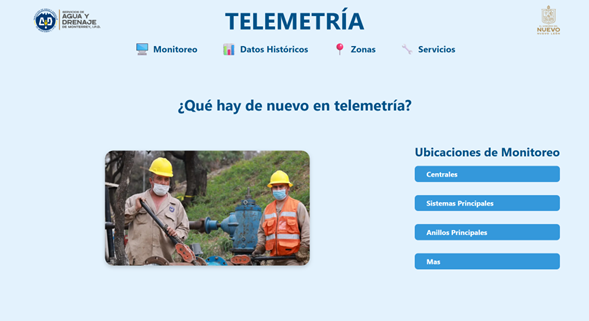 SERVICIOS DE
AGUA Y
DRENAJE
DE MONTERREY, I.P.D.
TELEMETRÍA
NUEVO
Monitoreo
Datos Históricos
Zonas
Servicios
¿Qué hay de nuevo en telemetría?
Ubicaciones de Monitoreo
Centrales
Sistemas Principales
Anillos Principales
Mas